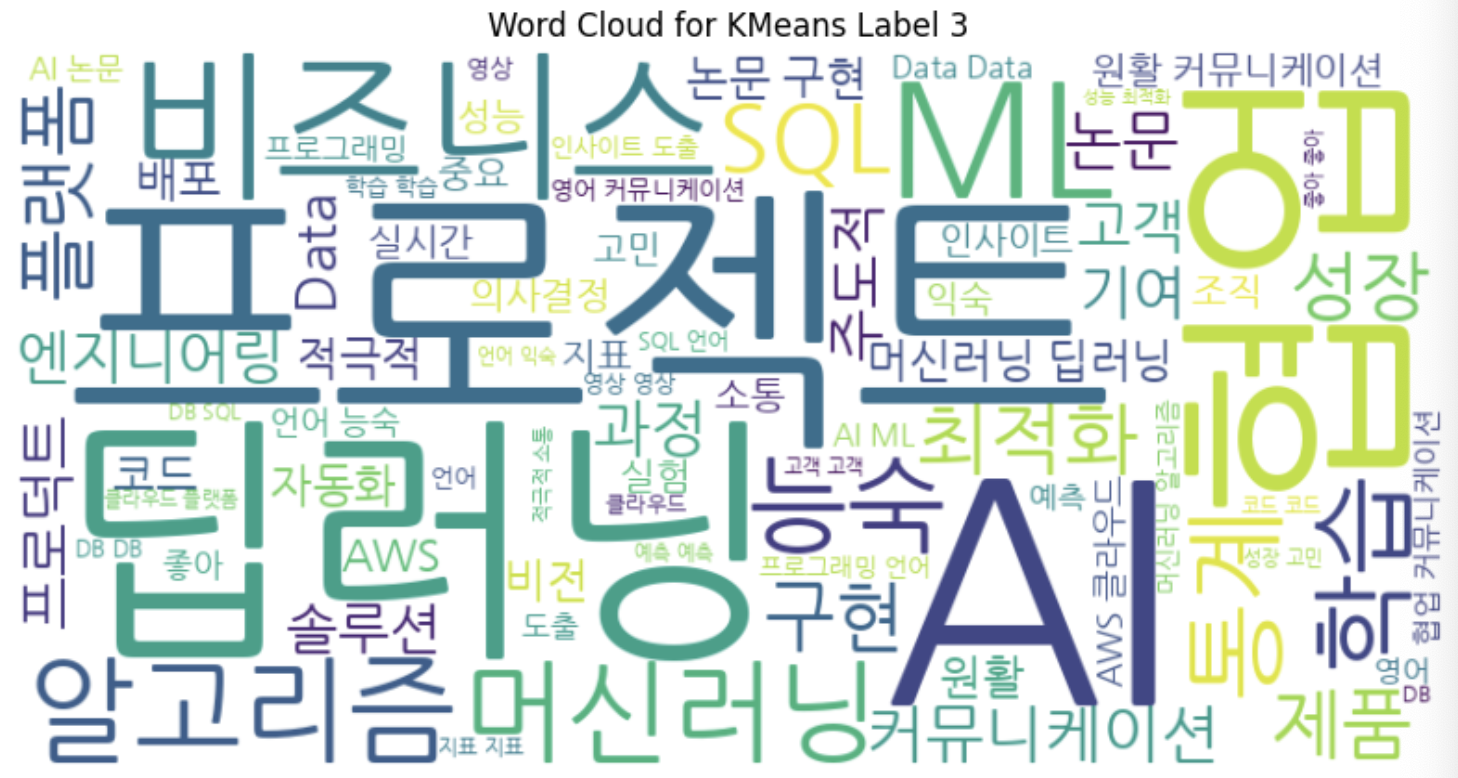 Word Cloud for KMeans Label 3
AI 논문
비즈니스
영상
논문 구현
Data Data
원활 커뮤니케이션
플랫폼
성능
SQL
ML
성능 최적화
논문
협업
좋아 좋아
프로그래밍
인사이트 도출
배포
학습 학습
중요
영어 커뮤니케이션
프로젝트
Data
실시간
고민
주도적
인사이트
고객
의사결정
익숙
기여
조직
성장
엔지니어링
적극적
언어 익숙
지표
SQL 언어
머신러닝 딥러닝
영상 영상
소통
DB SQL
언어 능숙
과정
AI ML
최적화
머신러닝 알고리즘
협업 커뮤니케이션
프로덕트
딥러닝
코드
자동화
언어
적극적 소통
실험
고객 고객
능숙
AI
예측
클라우드 플랫폼
클라우드
코드 코드
통계
학습
AWS 클라우드
DB DB
좋아
AWS
비전
예측 예측
프로그래밍 언어
성장 고민
솔루션
도출
구현
원활
영어
DB
알고리즘
머신러닝
커뮤니케이션
제품
지표 지표